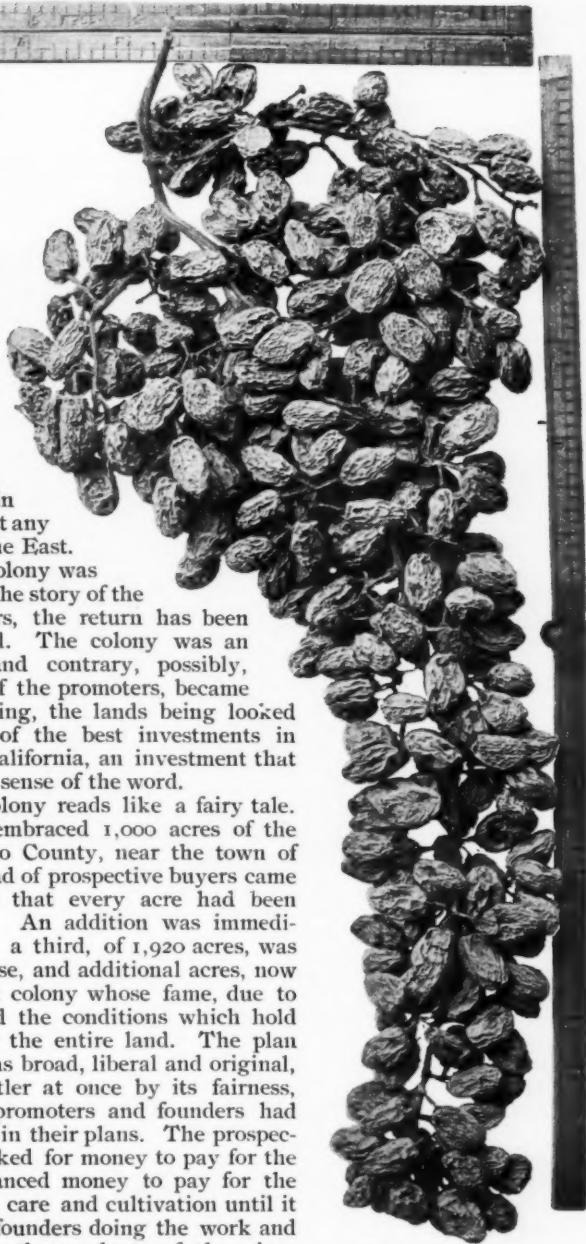 t any
e East.
olony was
he story of the
rs, the return has been
l. The colony was an
and contrary, possibly,
f the promoters, became
ing, the lands being looked
of the best investments in
alifornia, an investment that
sense of the word.
olony reads like a fairy tale.
embraced 1,000 acres of the
o County, near the town of
d of prospective buyers came
that every acre had been
An addition was immedi-
a third, of 1,920 acres, was
se, and additional acres, now
colony whose fame, due to
d the conditions which hold
the entire land. The plan
as broad, liberal and original,
tler at once by its fairness,
promoters and founders had
in their plans. The prospec-
ked for money to pay for the
anced money to pay for the
care and cultivation until it
founders doing the work and